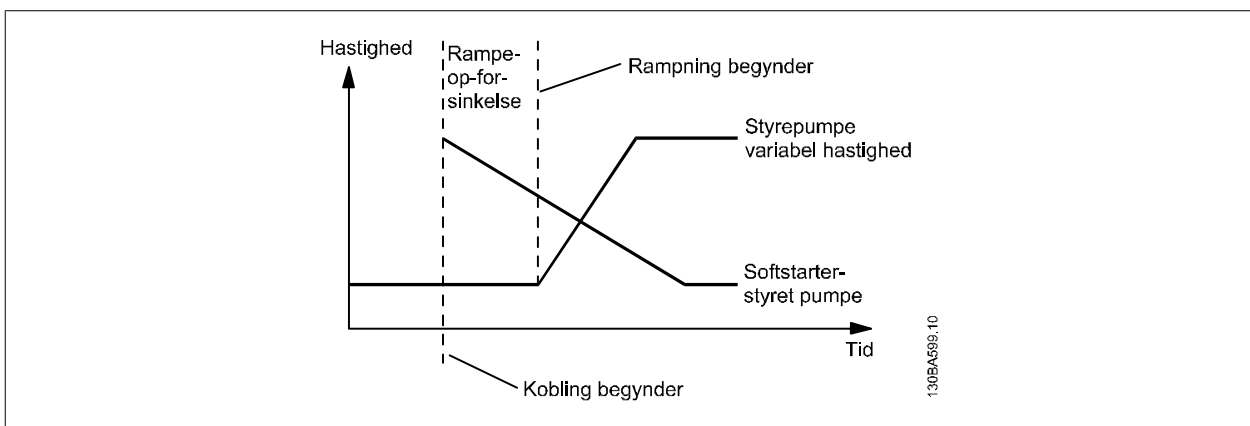 Hastighed
Rampe-
op-for-
sinkelse
Rampning begynder
Styrepumpe
variabel hastighed
Softstarter-
styret pumpe
Tid
Kobling begynder
130BA599.10